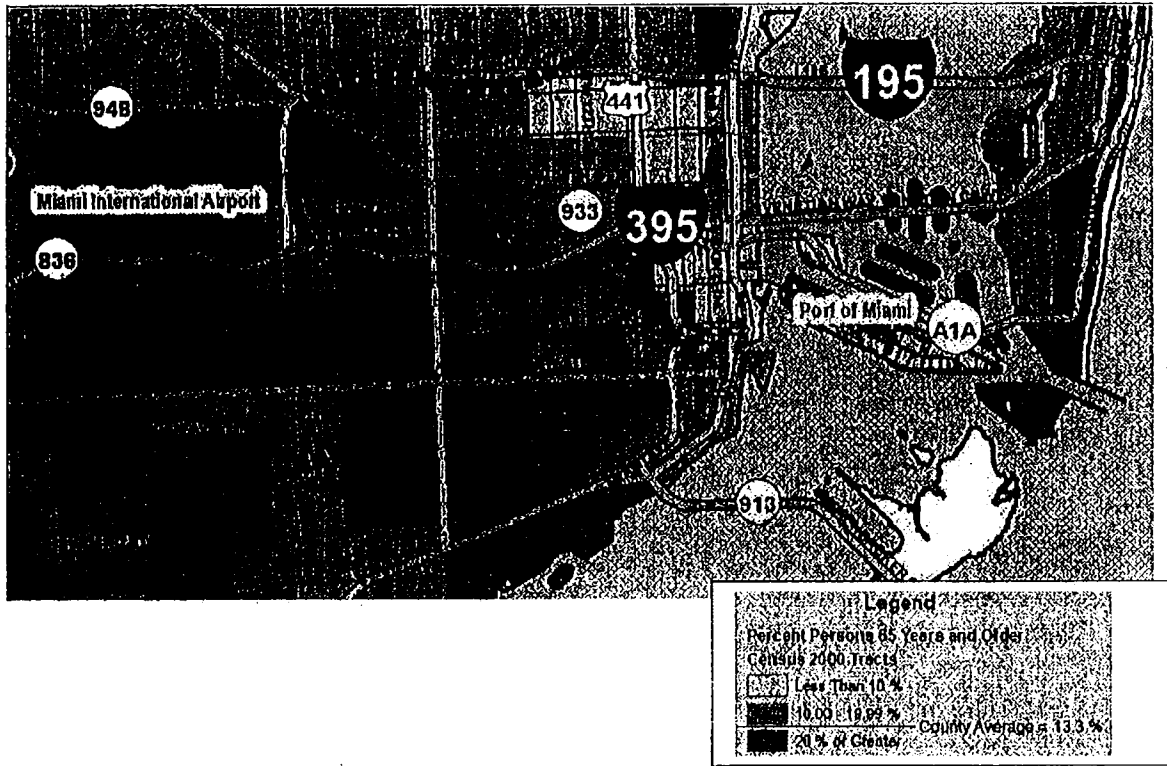 195
441
94B
Miami International Airport
933
395
836
Port of Miami
A1A
913
Legend
Percent Persons 65 Years and Older
Census 2000 Tracts
Less Than 10 %
10.00 - 19.99 %
County Average = 13.3 %
20 % or Greater